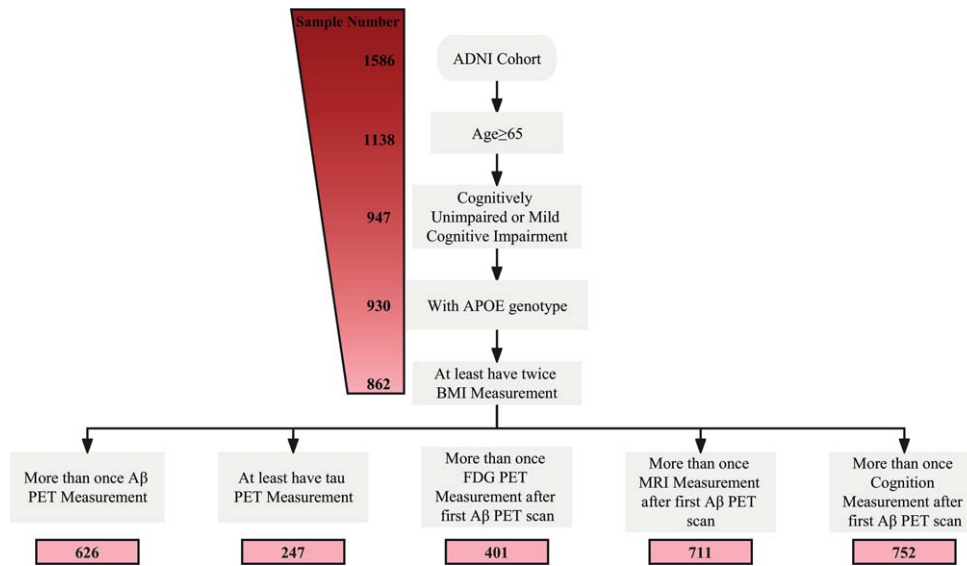 Sample Number
1586
ADNI Cohort
1138
Age≥65
947
Cognitively
Unimpaired or Mild
Cognitive Impairment
930
With APOE genotype
862
At least have twice
BMI Measurement
More than once Aβ
PET Measurement
626
At least have tau
PET Measurement
247
More than once
FDG PET
Measurement after
first Aβ PET scan
401
More than once
MRI Measurement
after first Aβ PET
scan
711
More than once
Cognition
Measurement after
first Aβ PET scan
752